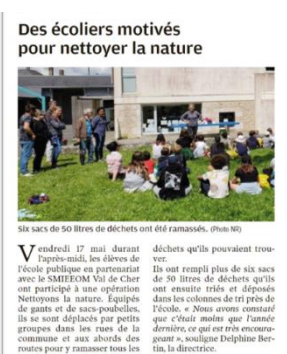 Des écoliers motivés
pour nettoyer la nature
Six sacs de 50 litres de déchets ont été ramassés. (Photo NR)
Vendredi 17 mai durant
l'après-midi, les élèves de
l'école publique en partenariat
avec le SMIEEOM Val de Cher
ont participé à une opération
Nettoyons la nature. Équipés
de gants et de sacs-poubelles,
ils se sont déplacés par petits
groupes dans les rues de la
commune et aux abords des
routes pour y ramasser tous les
déchets qu'ils pouvaient trou-
ver.
Ils ont rempli plus de six sacs
de 50 litres de déchets qu'ils
ont ensuite triés et déposés
dans les colonnes de tri près de
l'école. « Nous avons constaté
que c'était moins que l'année
dernière, ce qui est très encoura-
geant », souligne Delphine Ber-
tin, la directrice.